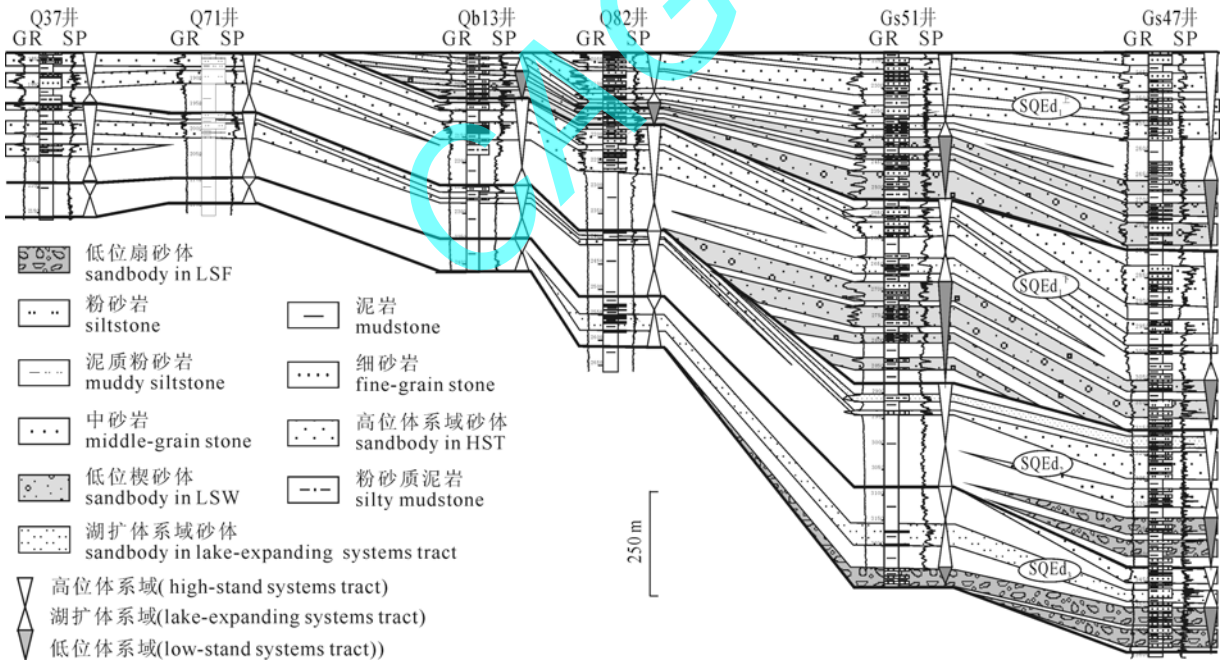 Q37井 Q71井 Qb13井 Q82井 Gs51井 Gs47井
GR SP GR SP GR SP GR SP GR SP GR SP
CAG
SQEd₁上
SQEd₁下
SQEd₂
SQEd₃
低位扇砂体
sandbody in LSF
粉砂岩
siltstone
泥岩
mudstone
泥质粉砂岩
muddy siltstone
细砂岩
fine-grain stone
中砂岩
middle-grain stone
高位体系域砂体
sandbody in HST
低位楔砂体
sandbody in LSW
粉砂质泥岩
silty mudstone
湖扩体系域砂体
sandbody in lake-expanding systems tract
250 m
高位体系域(high-stand systems tract)
湖扩体系域(lake-expanding systems tract)
低位体系域(low-stand systems tract))